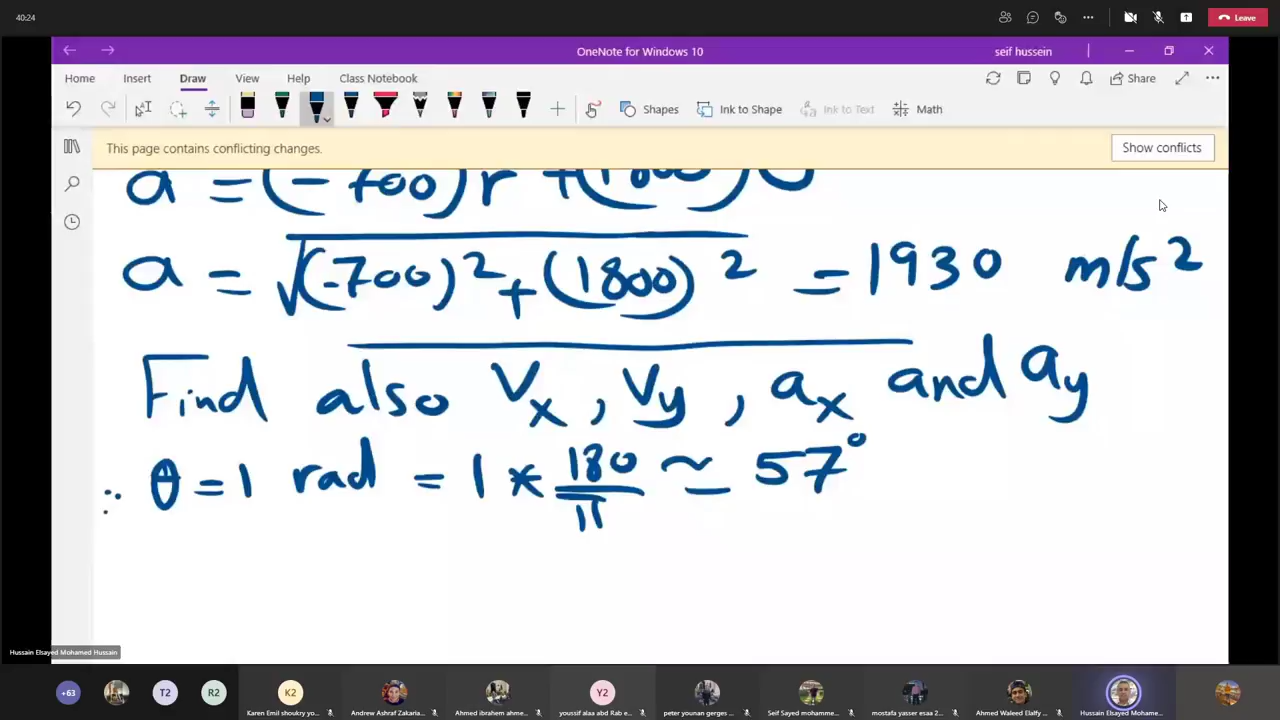 40:24
Leave
OneNote for Windows 10
seif hussein
Home Insert Draw View Help Class Notebook
Share
Shapes Ink to Shape Ink to Text Math
This page contains conflicting changes.
Show conflicts
a = (-700) r + (1800) θ
a = √(-700)² + (1800)² = 1930 m/s²
Find also Vx , Vy , ax and ay
∴ θ = 1 rad = 1 * 180/π ≃ 57°
Hussain Elsayed Mohamed Hussain
+63 T2 R2 K2 Y2
Karen Emil shoukry yo... Andrew Ashraf Zakaria... Ahmed ibrahem ahme... youssif alaa abd Rab e... peter younan gerges ... Seif Sayed mohamme... mostafa yasser esaa 2... Ahmed Waleed Elalfy ... Hussain Elsayed Mohame...